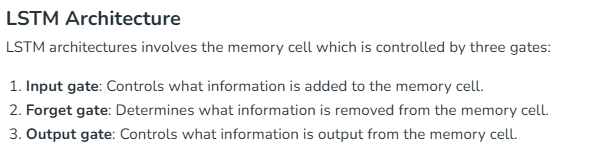 LSTM Architecture
LSTM architectures involves the memory cell which is controlled by three gates:
1. Input gate: Controls what information is added to the memory cell.
2. Forget gate: Determines what information is removed from the memory cell.
3. Output gate: Controls what information is output from the memory cell.